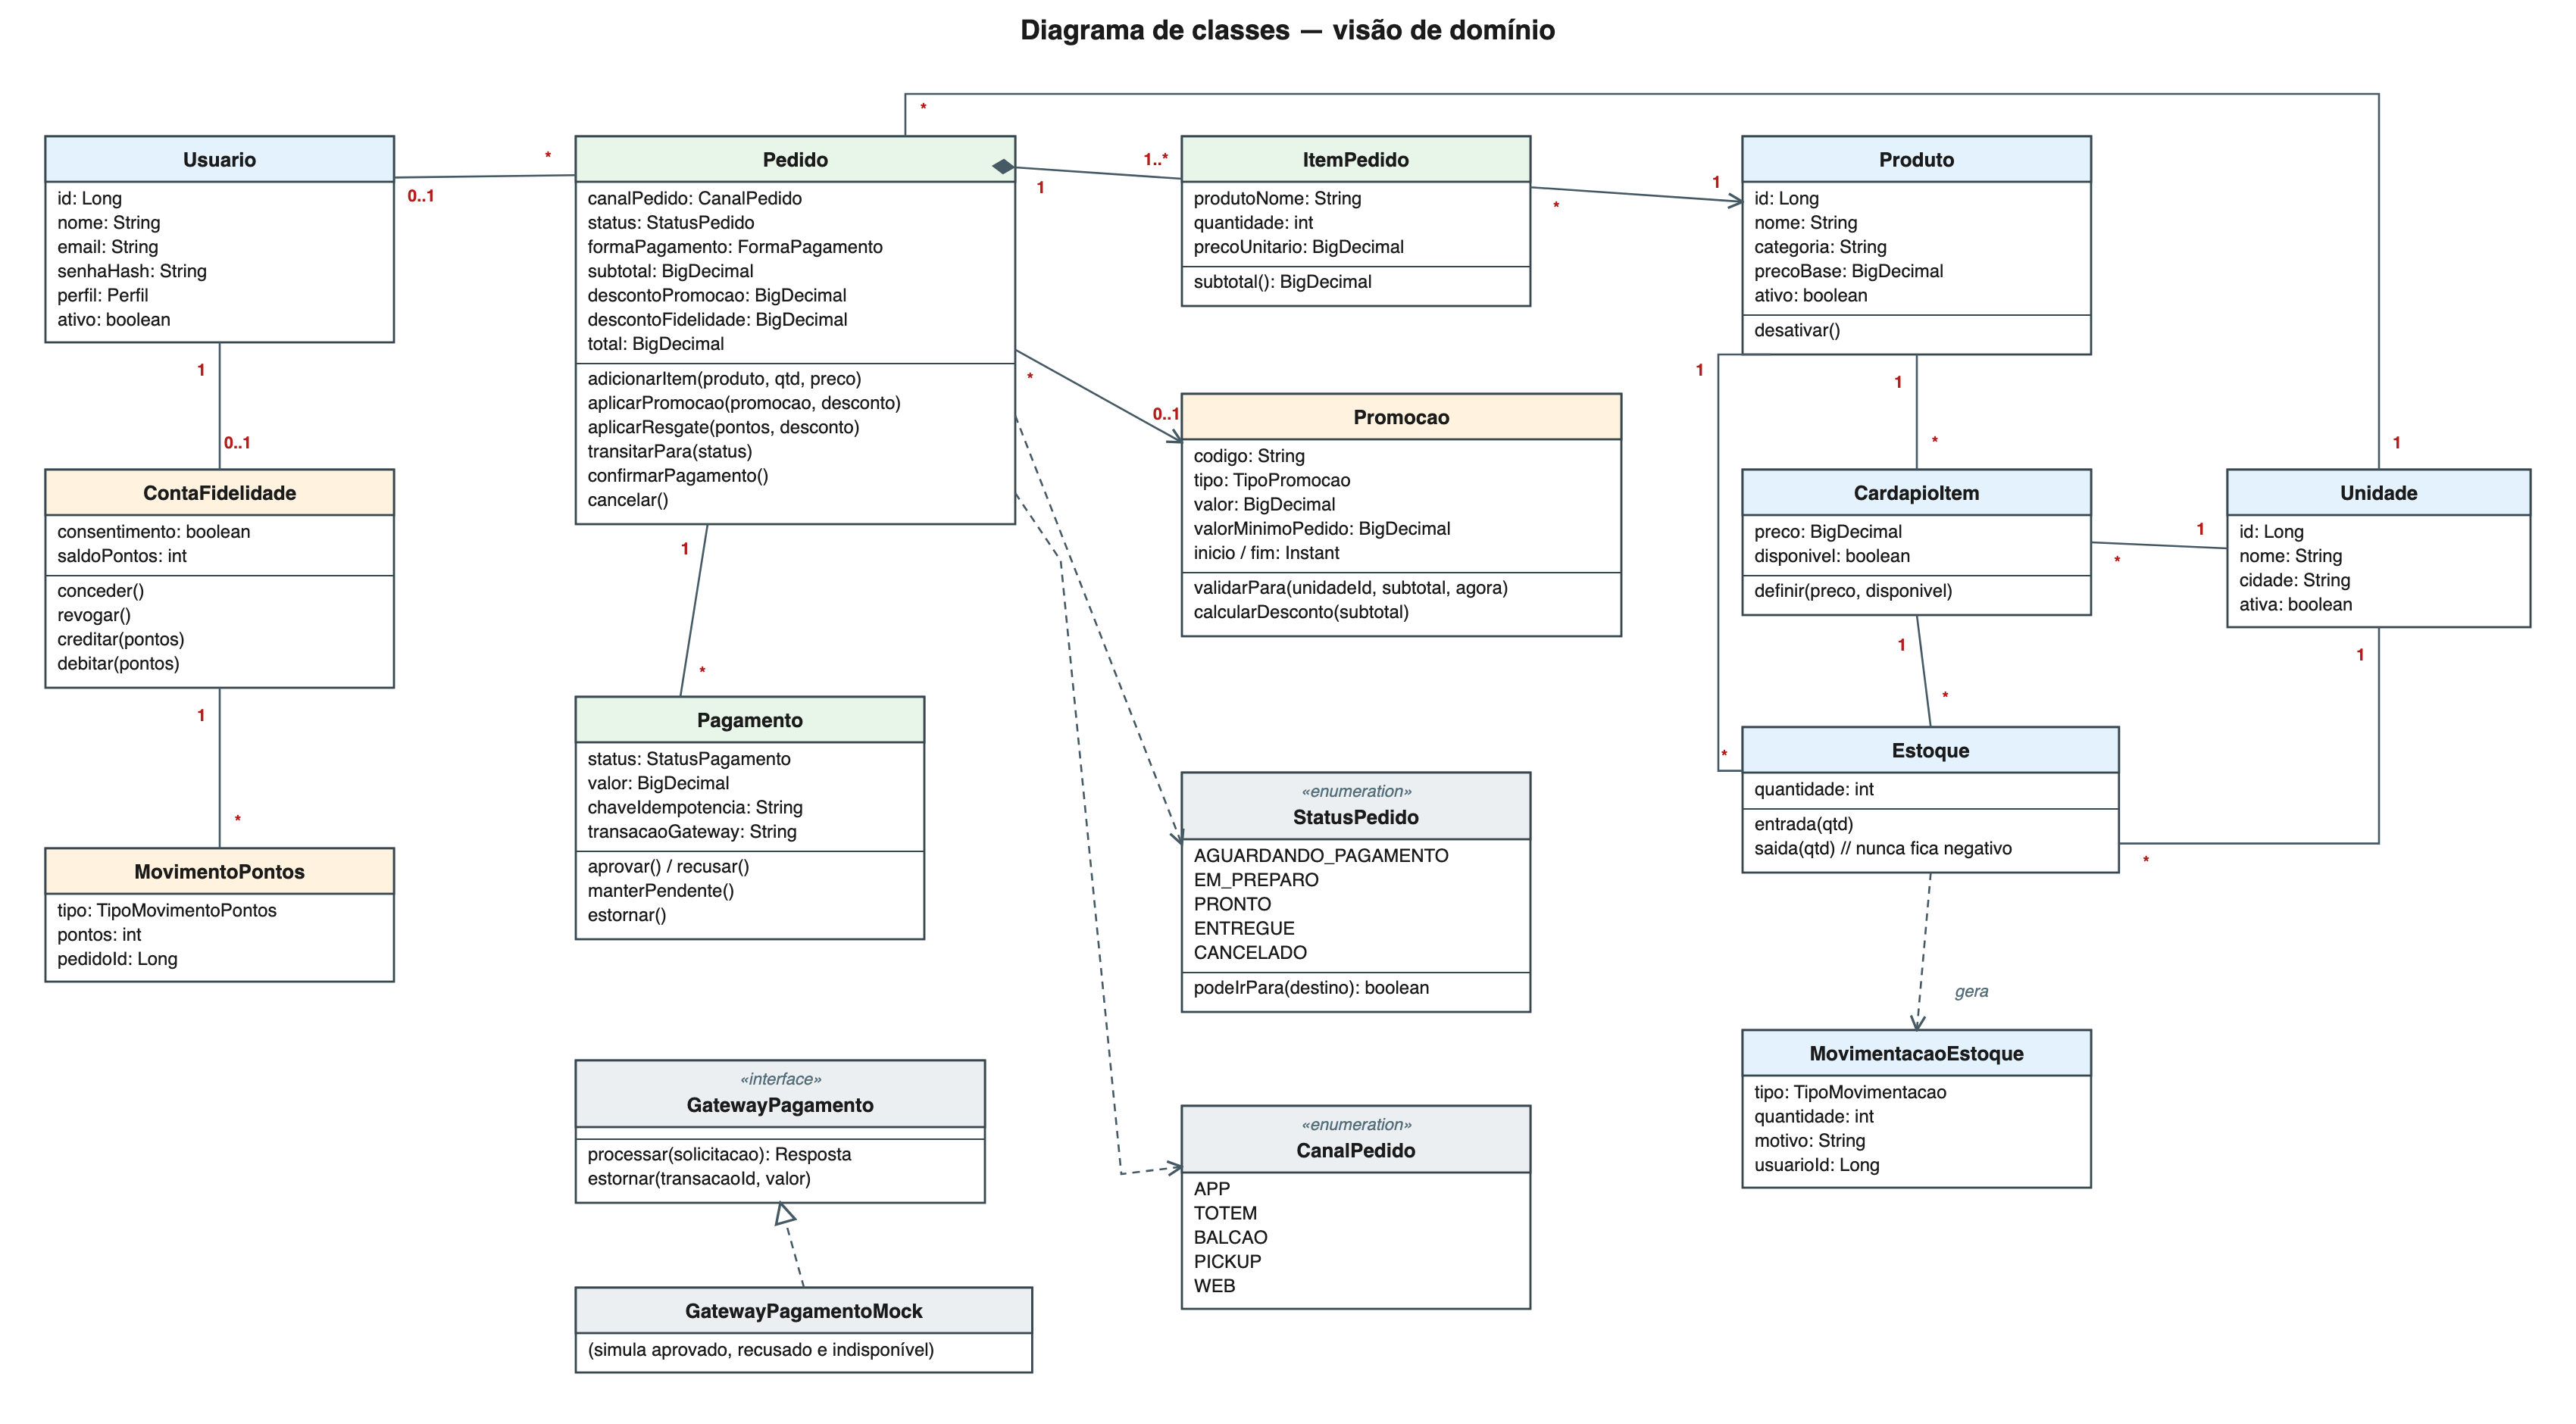 Diagrama de classes — visão de domínio
Usuario
id: Long
nome: String
email: String
senhaHash: String
perfil: Perfil
ativo: boolean
*
0..1
1
0..1
ContaFidelidade
consentimento: boolean
saldoPontos: int
conceder()
revogar()
creditar(pontos)
debitar(pontos)
1
*
MovimentoPontos
tipo: TipoMovimentoPontos
pontos: int
pedidoId: Long
*
Pedido
canalPedido: CanalPedido
status: StatusPedido
formaPagamento: FormaPagamento
subtotal: BigDecimal
descontoPromocao: BigDecimal
descontoFidelidade: BigDecimal
total: BigDecimal
adicionarItem(produto, qtd, preco)
aplicarPromocao(promocao, desconto)
aplicarResgate(pontos, desconto)
transitarPara(status)
confirmarPagamento()
cancelar()
1
*
Pagamento
status: StatusPagamento
valor: BigDecimal
chaveIdempotencia: String
transacaoGateway: String
aprovar() / recusar()
manterPendente()
estornar()
«interface»
GatewayPagamento
processar(solicitacao): Resposta
estornar(transacaoId, valor)
GatewayPagamentoMock
(simula aprovado, recusado e indisponível)
1..*
1
ItemPedido
produtoNome: String
quantidade: int
precoUnitario: BigDecimal
subtotal(): BigDecimal
*
0..1
Promocao
codigo: String
tipo: TipoPromocao
valor: BigDecimal
valorMinimoPedido: BigDecimal
inicio / fim: Instant
validarPara(unidadeId, subtotal, agora)
calcularDesconto(subtotal)
«enumeration»
StatusPedido
AGUARDANDO_PAGAMENTO
EM_PREPARO
PRONTO
ENTREGUE
CANCELADO
podeIrPara(destino): boolean
«enumeration»
CanalPedido
APP
TOTEM
BALCAO
PICKUP
WEB
1
*
Produto
id: Long
nome: String
categoria: String
precoBase: BigDecimal
ativo: boolean
desativar()
1
1
*
CardapioItem
preco: BigDecimal
disponivel: boolean
definir(preco, disponivel)
1
*
1
Unidade
id: Long
nome: String
cidade: String
ativa: boolean
1
*
1
*
*
Estoque
quantidade: int
entrada(qtd)
saida(qtd) // nunca fica negativo
1
*
gera
MovimentacaoEstoque
tipo: TipoMovimentacao
quantidade: int
motivo: String
usuarioId: Long